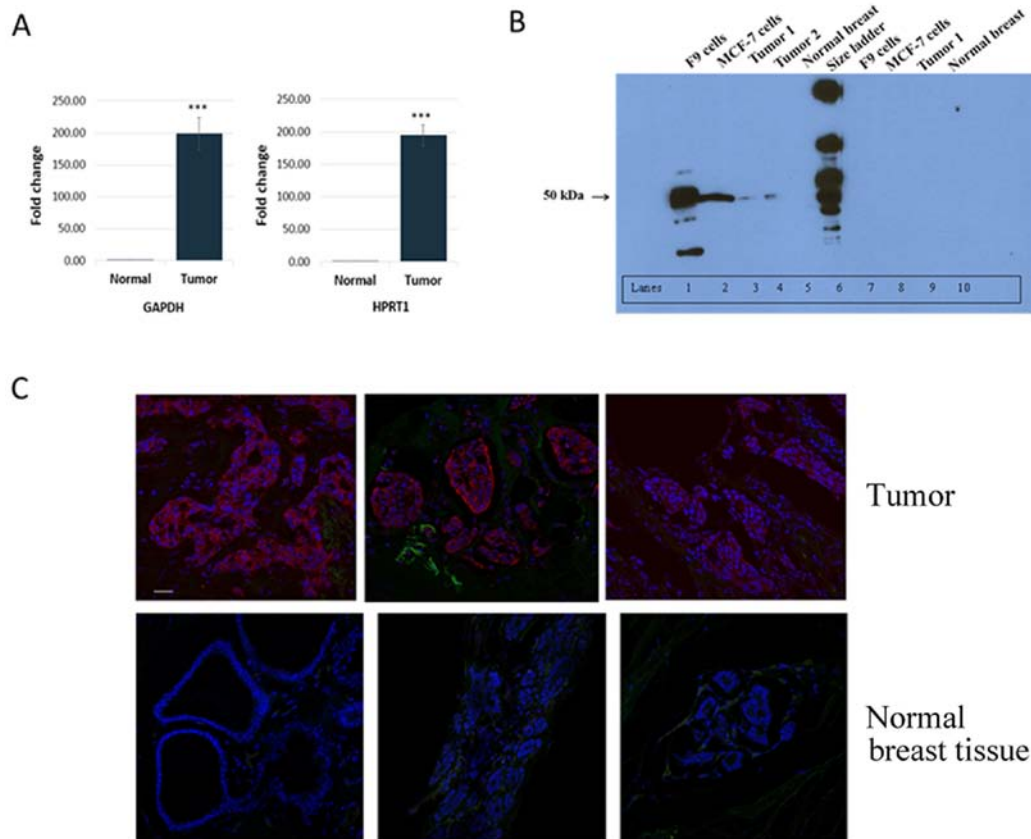 A
250.00
200.00
150.00
100.00
50.00
0.00
Fold change
***
Normal Tumor
GAPDH
250.00
200.00
150.00
100.00
50.00
0.00
Fold change
***
Normal Tumor
HPRT1
B
F9 cells
MCF-7 cells
Tumor 1
Tumor 2
Normal breast
Size ladder
F9 cells
MCF-7 cells
Tumor 1
Normal breast
50 kDa →
Lanes 1 2 3 4 5 6 7 8 9 10
C
Tumor
Normal
breast tissue